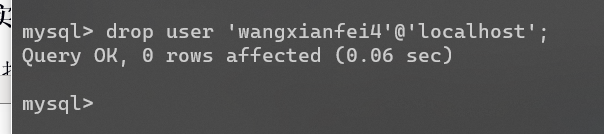 mysql> drop user 'wangxianfei4'@'localhost';
Query OK, 0 rows affected (0.06 sec)
mysql>